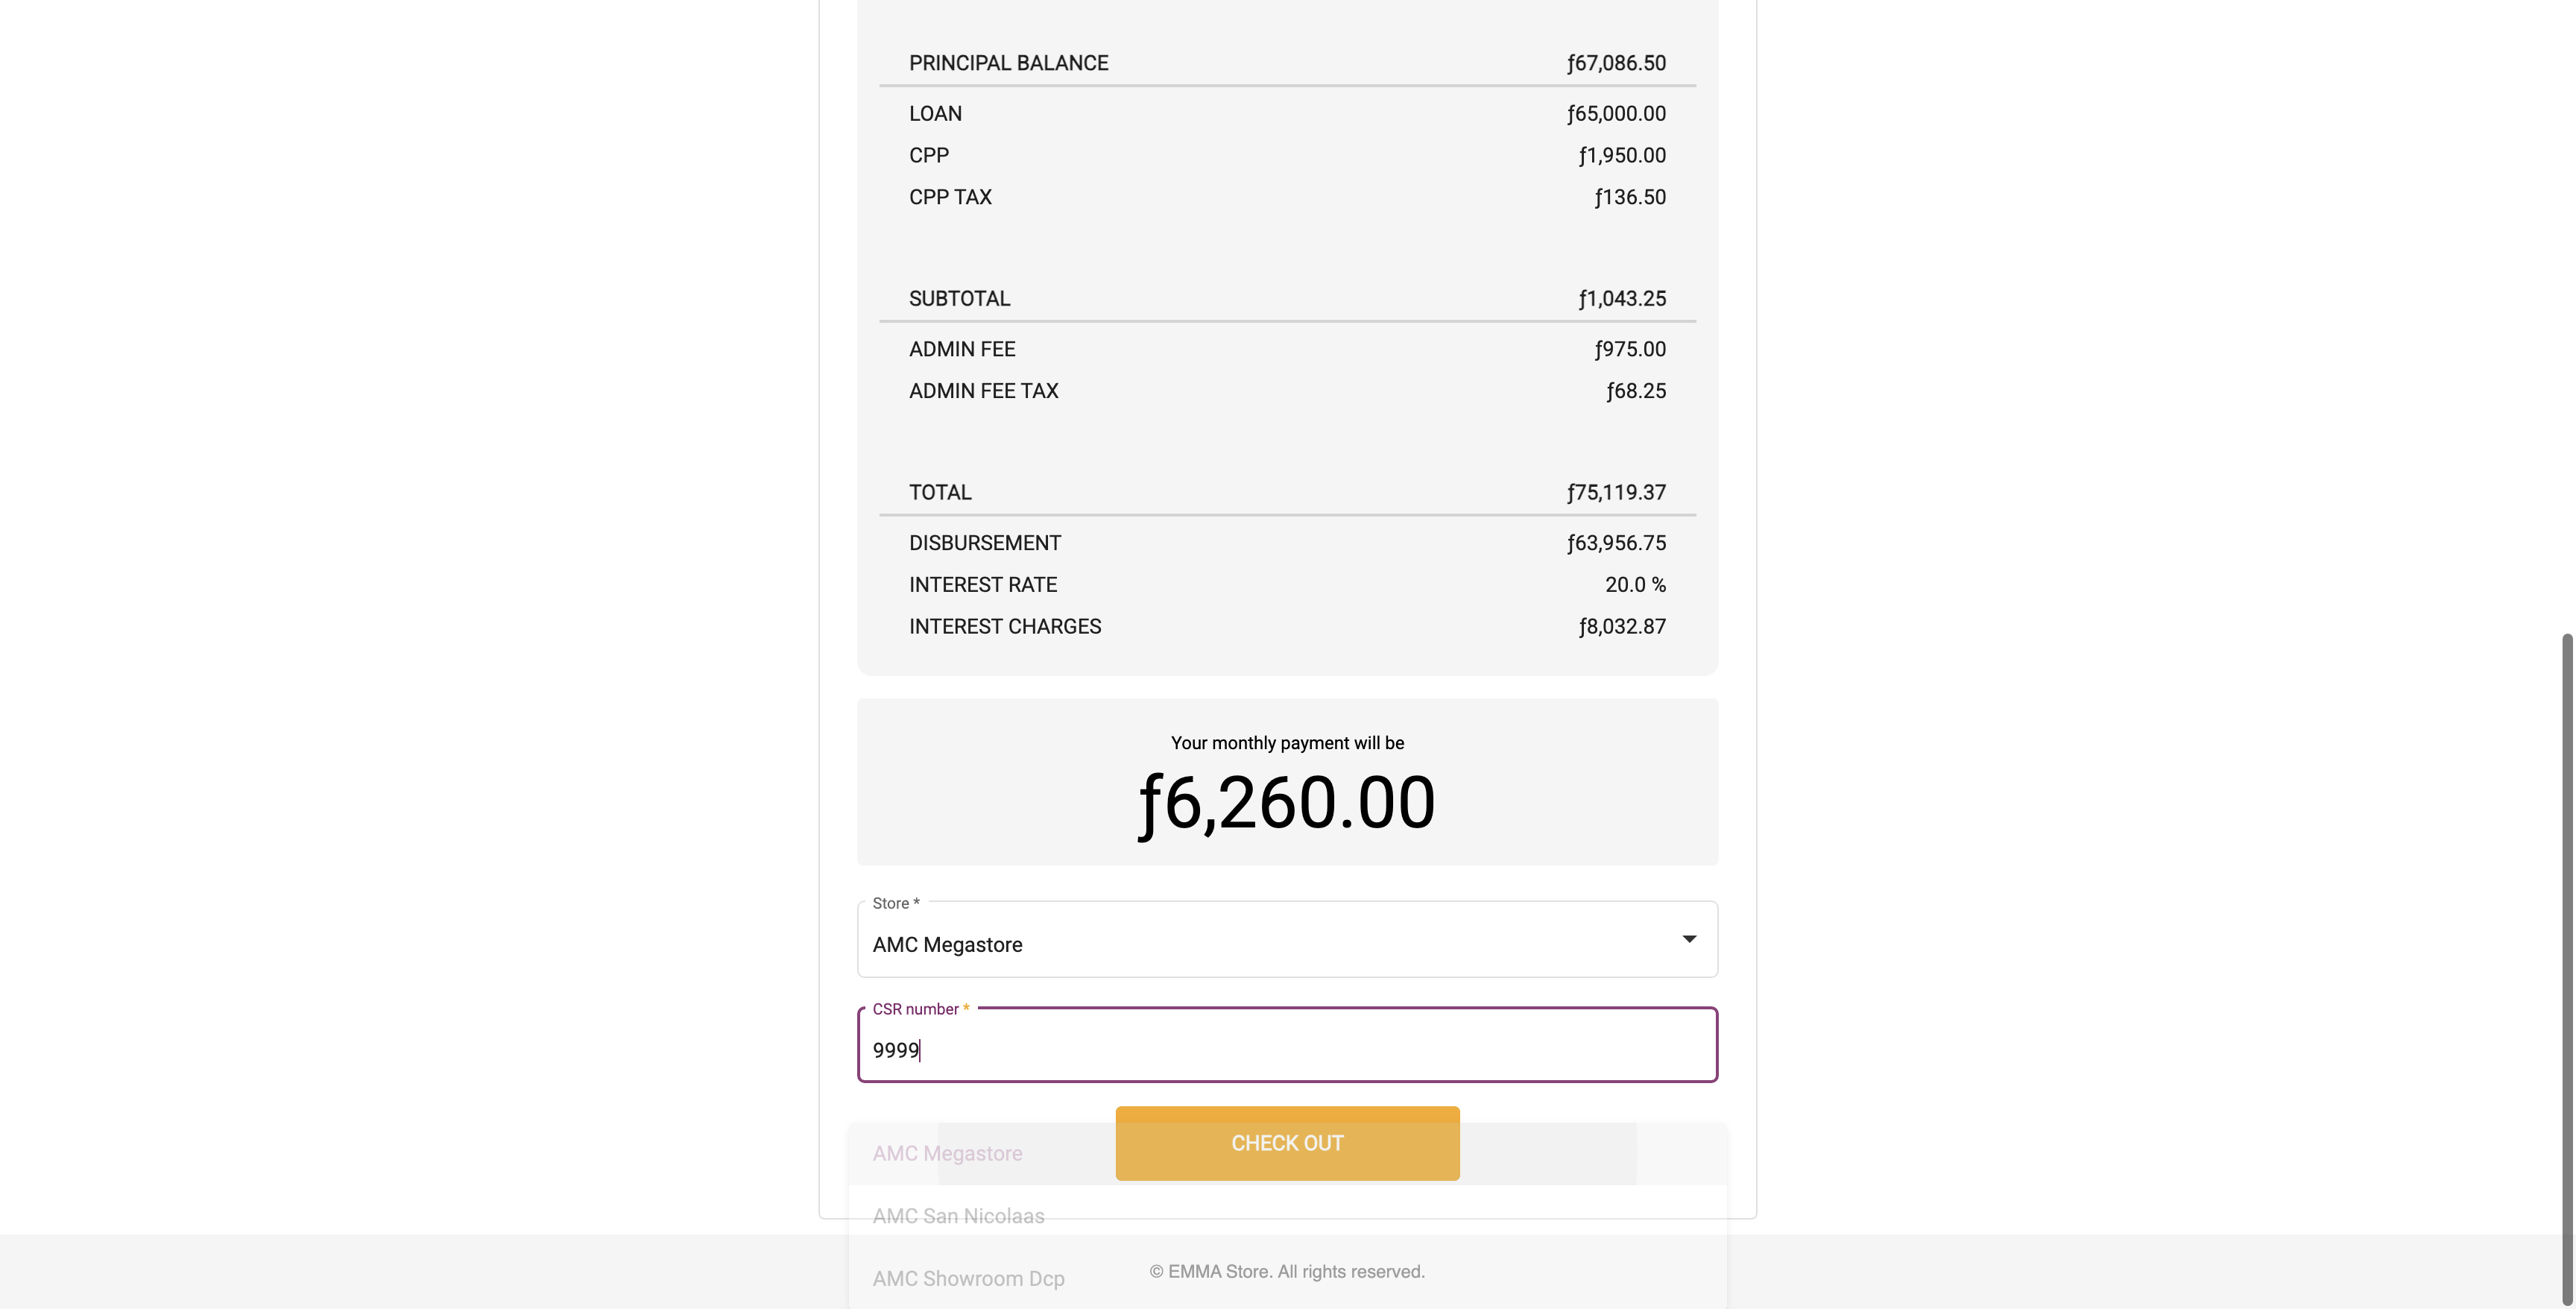 PRINCIPAL BALANCE ƒ67,086.50
LOAN ƒ65,000.00
CPP ƒ1,950.00
CPP TAX ƒ136.50
SUBTOTAL ƒ1,043.25
ADMIN FEE ƒ975.00
ADMIN FEE TAX ƒ68.25
TOTAL ƒ75,119.37
DISBURSEMENT ƒ63,956.75
INTEREST RATE 20.0 %
INTEREST CHARGES ƒ8,032.87
Your monthly payment will be
ƒ6,260.00
Store *
AMC Megastore
CSR number *
9999
CHECK OUT
AMC Megastore
AMC San Nicolaas
AMC Showroom Dcp
© EMMA Store. All rights reserved.